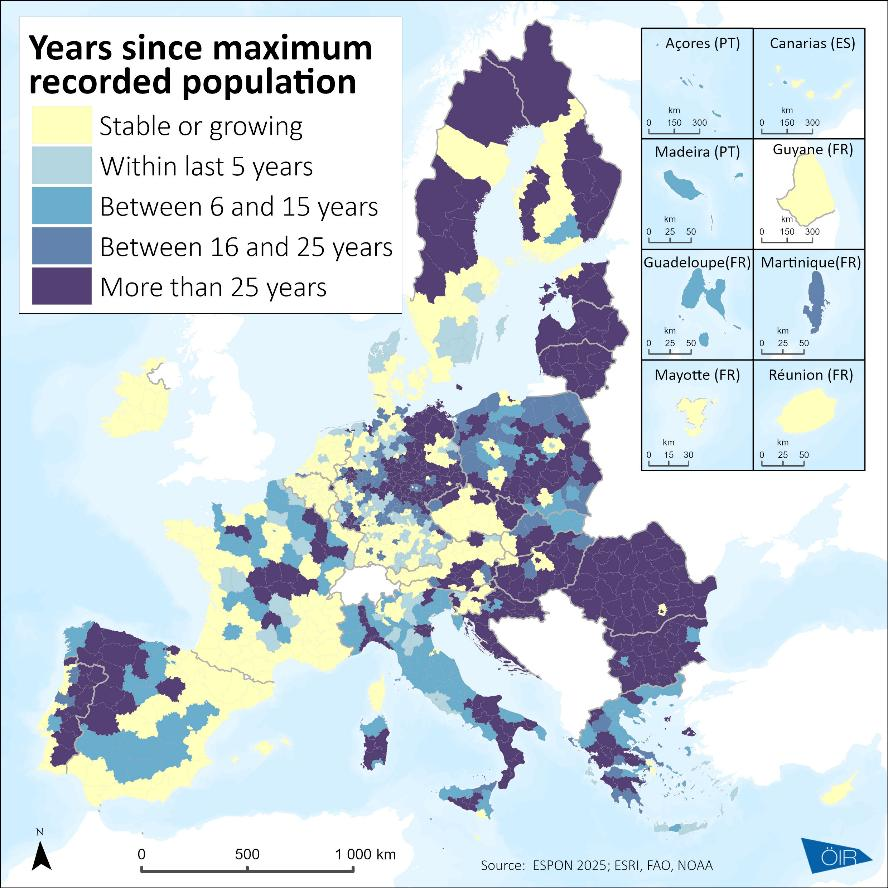 Years since maximum
recorded population
Stable or growing
Within last 5 years
Between 6 and 15 years
Between 16 and 25 years
More than 25 years
Açores (PT)
km
0 150 300
Canarias (ES)
km
0 150 300
Madeira (PT)
km
0 25 50
Guyane (FR)
km
0 150 300
Guadeloupe(FR)
km
0 25 50
Martinique(FR)
km
0 25 50
Mayotte (FR)
km
0 15 30
Réunion (FR)
km
0 25 50
N
0 500 1 000 km
Source: ESPON 2025; ESRI, FAO, NOAA
ÖIR